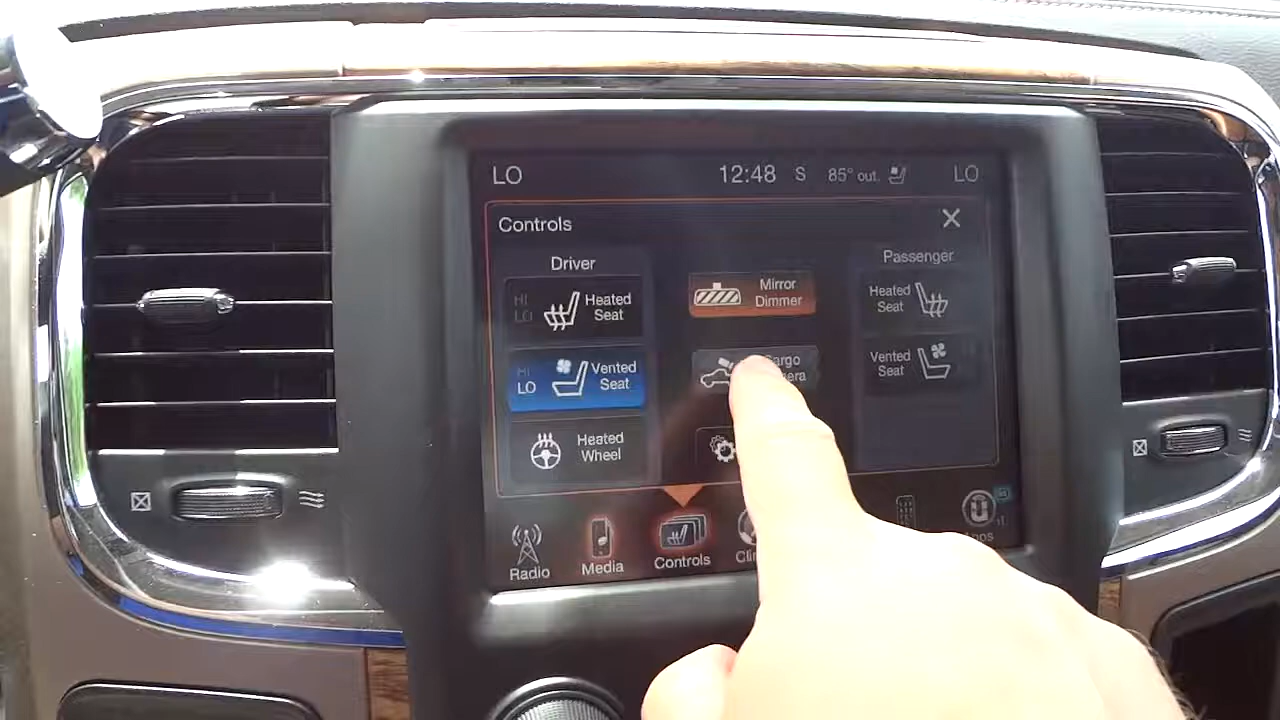 LO 12:48 S 85° out. LO
Controls
Driver
Passenger
HI
LO
Heated
Seat
Mirror
Dimmer
Heated
Seat
HI
LO
Vented
Seat
Vented
Seat
Heated
Wheel
Radio
Media
Controls